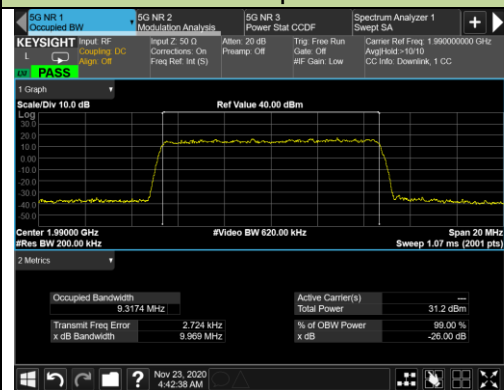 5G NR 1
Occupied BW
5G NR 2
Modulation Analysis
5G NR 3
Power Stat CCDF
Spectrum Analyzer 1
Swept SA
KEYSIGHT
L
Input: RF
Coupling: DC
Align: Off
Input Z: 50 Ω
Corrections: On
Freq Ref: Int (S)
Atten: 20 dB
Preamp: Off
Trig: Free Run
Gate: Off
#IF Gain: Low
Carrier Ref Freq: 1.990000000 GHz
Avg|Hold:>10/10
CC Info: Downlink, 1 CC
PASS
1 Graph
Scale/Div 10.0 dB
Ref Value 40.00 dBm
Log
30.0
20.0
10.0
0.00
-10.0
-20.0
-30.0
-40.0
-50.0
Center 1.99000 GHz
#Video BW 620.00 kHz
Span 20 MHz
#Res BW 200.00 kHz
Sweep 1.07 ms (2001 pts)
2 Metrics
Occupied Bandwidth
9.3174 MHz
Transmit Freq Error 2.724 kHz
x dB Bandwidth 9.969 MHz
Active Carrier(s) ---
Total Power 31.2 dBm
% of OBW Power 99.00 %
x dB -26.00 dB
?
Nov 23, 2020
4:42:38 AM